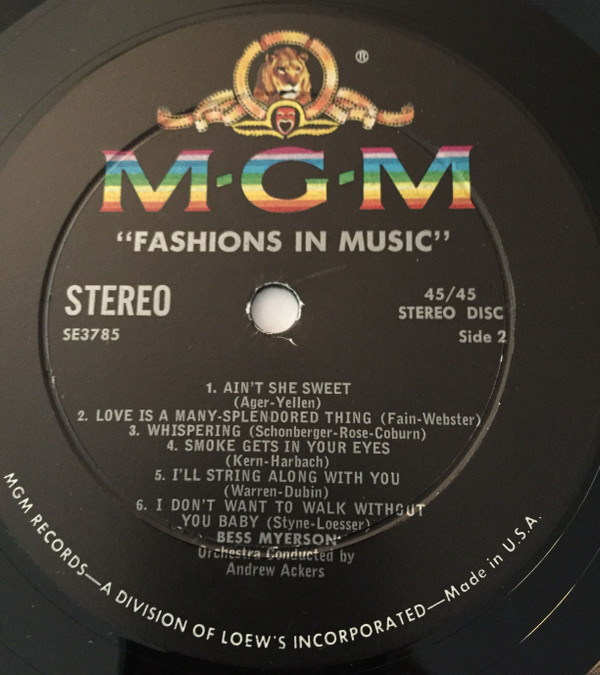 ®
M-G-M
"FASHIONS IN MUSIC"
STEREO
SE3785
45/45
STEREO DISC
Side 2
1. AIN'T SHE SWEET
(Ager-Yellen)
2. LOVE IS A MANY-SPLENDORED THING (Fain-Webster)
3. WHISPERING (Schonberger-Rose-Coburn)
4. SMOKE GETS IN YOUR EYES
(Kern-Harbach)
5. I'LL STRING ALONG WITH YOU
(Warren-Dubin)
6. I DON'T WANT TO WALK WITHOUT
YOU BABY (Styne-Loesser)
BESS MYERSON
Orchestra Conducted by
Andrew Ackers
MGM RECORDS—A DIVISION OF LOEW'S INCORPORATED—Made in U.S.A.